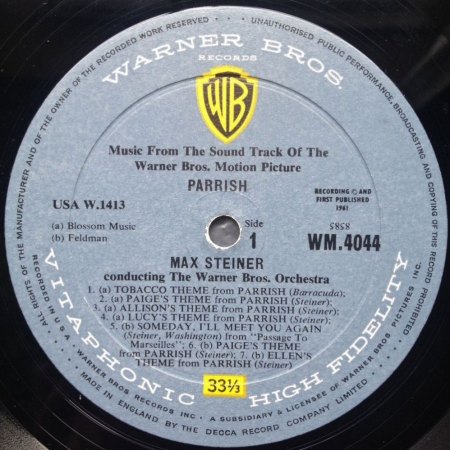 ALL RIGHTS OF THE MANUFACTURER AND OF THE OWNER OF THE RECORDED WORK RESERVED · UNAUTHORISED PUBLIC PERFORMANCE, BROADCASTING AND COPYING OF THIS RECORD PROHIBITED
WARNER BROS.
RECORDS
WB
Music From The Sound Track Of The
Warner Bros. Motion Picture
PARRISH
USA W.1413
RECORDING ℗ AND
FIRST PUBLISHED
1961
(a) Blossom Music
(b) Feldman
Side
1
5858
WM.4044
MAX STEINER
conducting The Warner Bros. Orchestra
1. (a) TOBACCO THEME from PARRISH (Barracuda);
2. (a) PAIGE'S THEME from PARRISH (Steiner);
3. (a) ALLISON'S THEME from PARRISH (Steiner);
4. (a) LUCY'S THEME from PARRISH (Steiner);
5. (b) SOMEDAY, I'LL MEET YOU AGAIN
(Steiner, Washington) from "Passage To
Marseilles"; 6. (b) PAIGE'S THEME
from PARRISH (Steiner); 7. (b) ELLEN'S
THEME from PARRISH (Steiner)
VITAPHONIC HIGH FIDELITY
33⅓
RECORDED IN U.S.A. WARNER BROS RECORDS INC · A SUBSIDIARY & LICENSEE OF WARNER BROS. PICTURES INC.
MADE IN ENGLAND BY THE DECCA RECORD COMPANY LIMITED